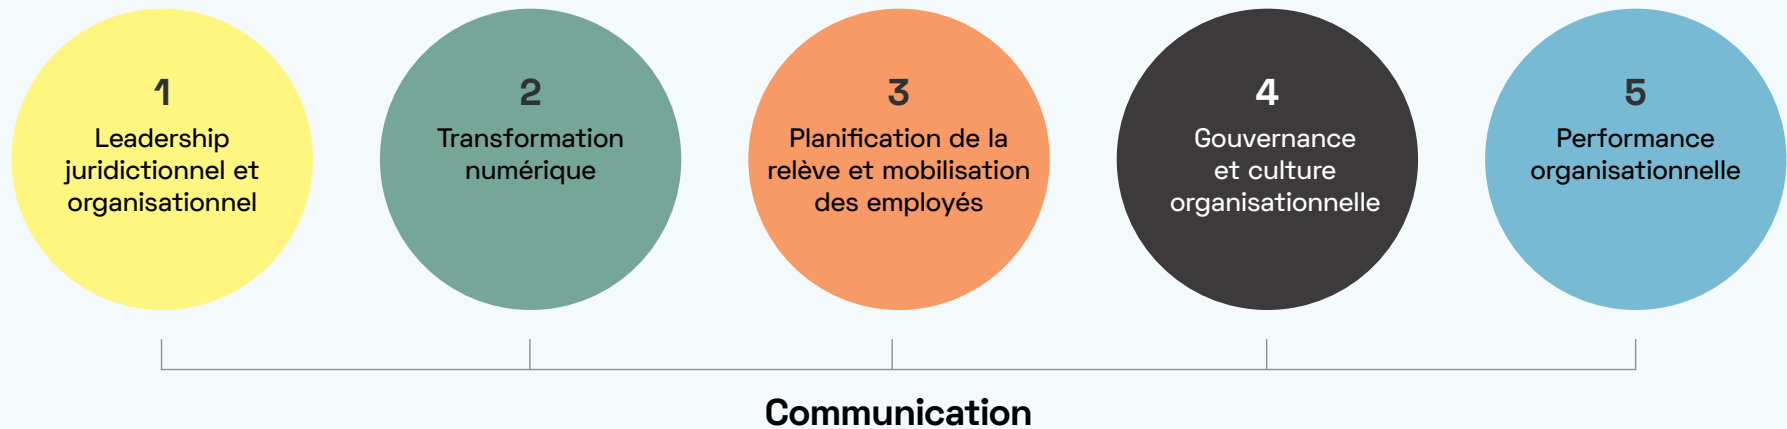 1
Leadership
juridictionnel et
organisationnel
2
Transformation
numérique
3
Planification de la
relève et mobilisation
des employés
4
Gouvernance
et culture
organisationnelle
5
Performance
organisationnelle
Communication